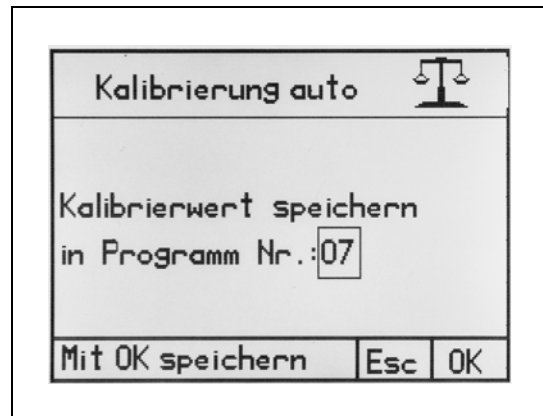 Kalibrierung auto
Kalibrierwert speichern
in Programm Nr.:07
Mit OK speichern Esc OK